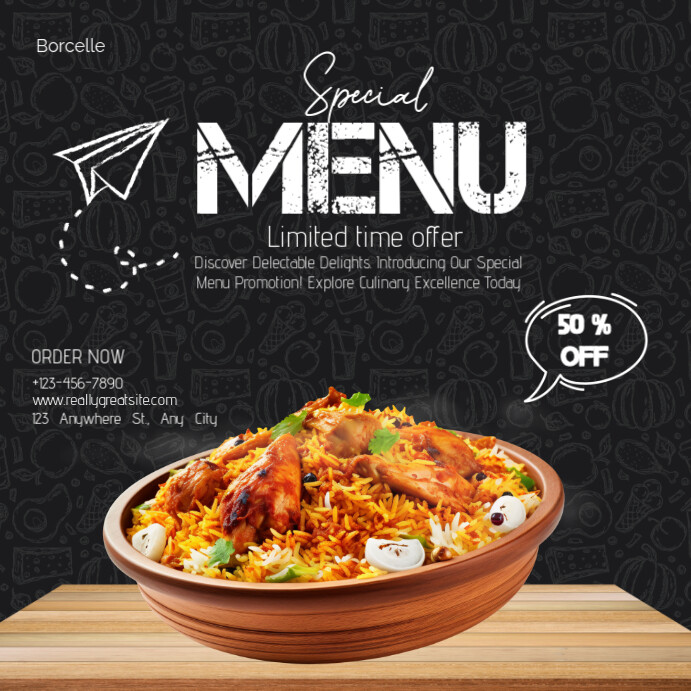 Borcelle
Special
MENU
Limited time offer
Discover Delectable Delights. Introducing Our Special
Menu Promotion! Explore Culinary Excellence Today
50 %
OFF
ORDER NOW
+123-456-7890
www.reallygreatsite.com
123 Anywhere St., Any City